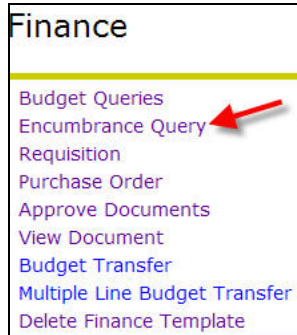 Finance
Budget Queries
Encumbrance Query
Requisition
Purchase Order
Approve Documents
View Document
Budget Transfer
Multiple Line Budget Transfer
Delete Finance Template